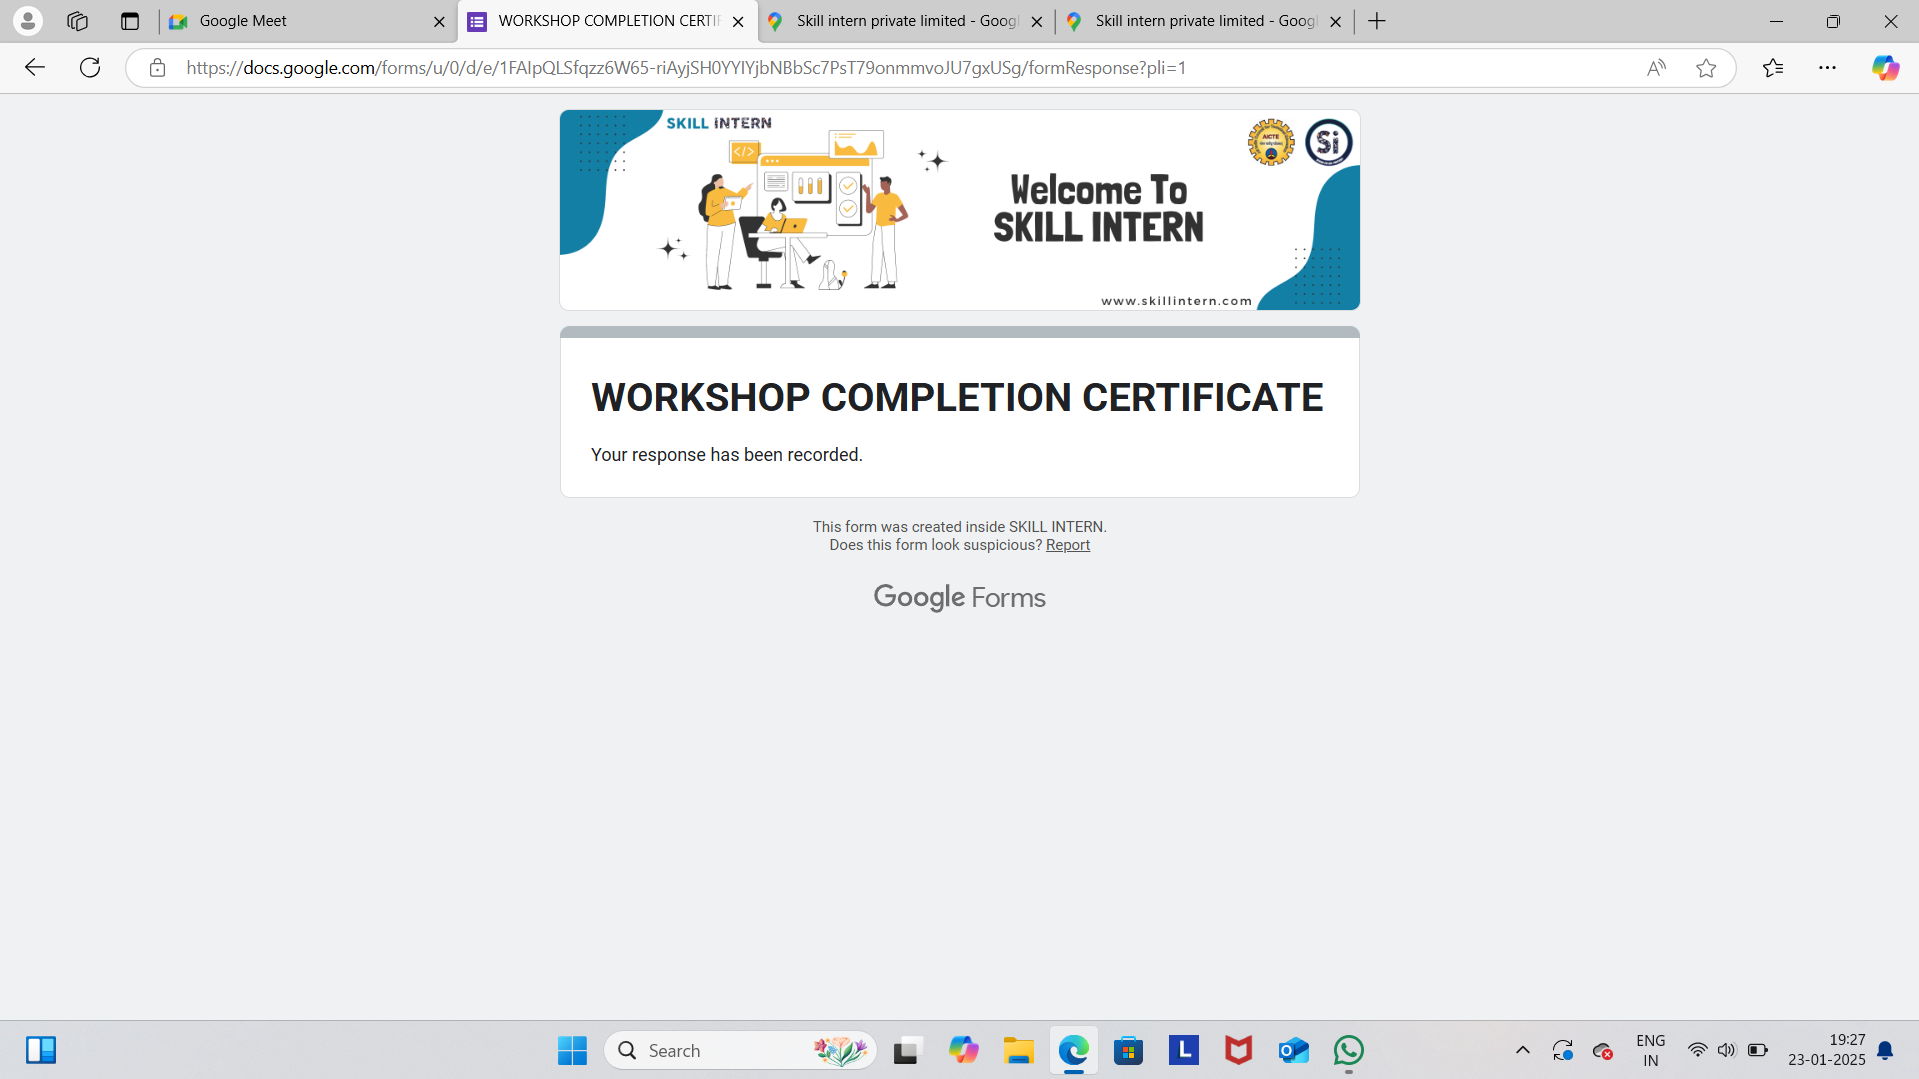 Google Meet
WORKSHOP COMPLETION CERTIF
Skill intern private limited - Googl
Skill intern private limited - Googl
https://docs.google.com/forms/u/0/d/e/1FAIpQLSfqzz6W65-riAyjSH0YYIYjbNBbSc7PsT79onmmvoJU7gxUSg/formResponse?pli=1
SKILL INTERN
</>
AICTE
Si
Welcome To
SKILL INTERN
www.skillintern.com
WORKSHOP COMPLETION CERTIFICATE
Your response has been recorded.
This form was created inside SKILL INTERN.
Does this form look suspicious? Report
Google Forms
Search
L
ENG
IN
19:27
23-01-2025